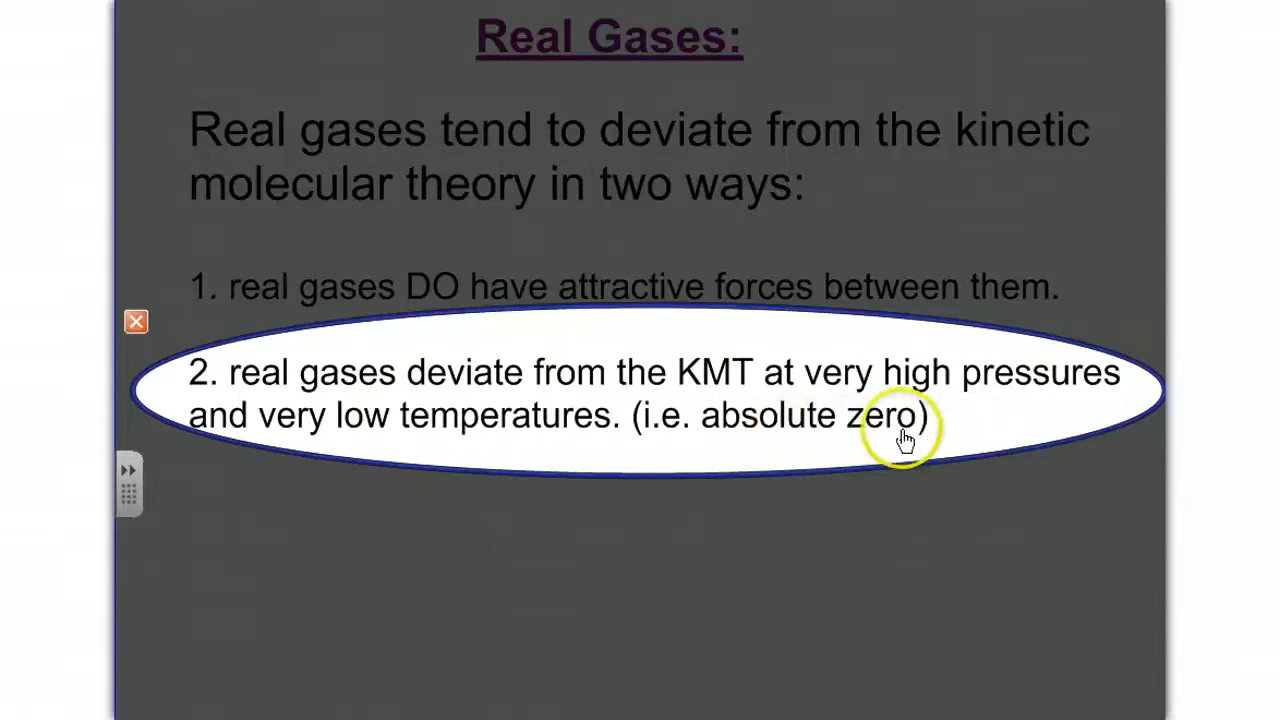 Real Gases:
Real gases tend to deviate from the kinetic
molecular theory in two ways:
1. real gases DO have attractive forces between them.
2. real gases deviate from the KMT at very high pressures
and very low temperatures. (i.e. absolute zero)